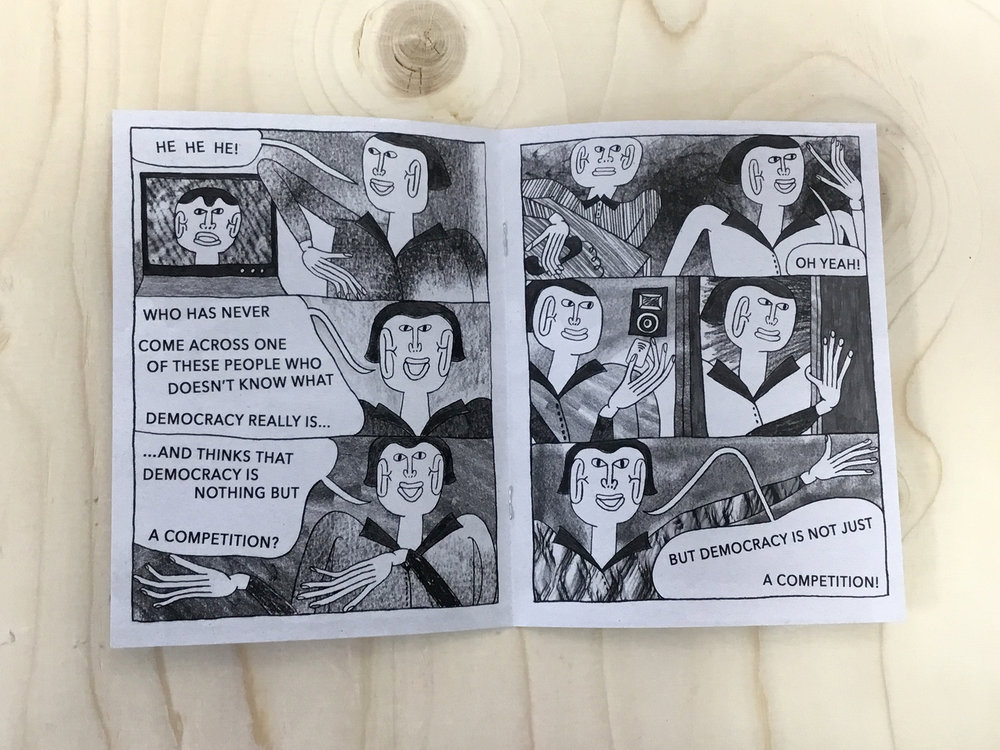 HE HE HE!
WHO HAS NEVER
COME ACROSS ONE
OF THESE PEOPLE WHO
DOESN'T KNOW WHAT
DEMOCRACY REALLY IS...
...AND THINKS THAT
DEMOCRACY IS
NOTHING BUT
A COMPETITION?
OH YEAH!
BUT DEMOCRACY IS NOT JUST
A COMPETITION!